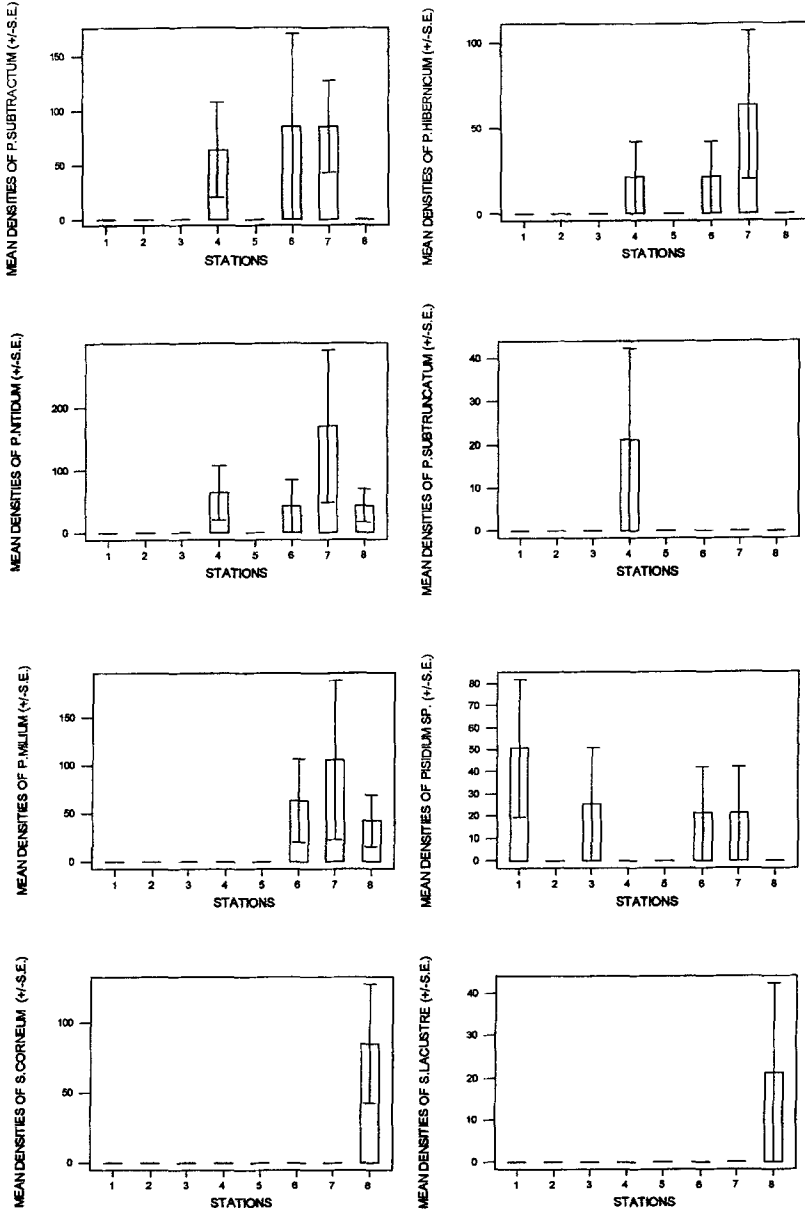 MEAN DENSITIES OF P.SUBTRACTUM (+/-S.E.)
150
100
50
0
1 2 3 4 5 6 7 8
STATIONS
MEAN DENSITIES OF P.HIBERNICUM (+/-S.E.)
100
50
0
1 2 3 4 5 6 7 8
STATIONS
MEAN DENSITIES OF P.NITIDUM (+/-S.E.)
200
100
0
1 2 3 4 5 6 7 8
STATIONS
MEAN DENSITIES OF P.SUBTRUNCATUM (+/-S.E.)
40
30
20
10
0
1 2 3 4 5 6 7 8
STATIONS
MEAN DENSITIES OF P.MILIUM (+/-S.E.)
150
100
50
0
1 2 3 4 5 6 7 8
STATIONS
MEAN DENSITIES OF PISIDIUM SP. (+/-S.E.)
80
70
60
50
40
30
20
10
0
1 2 3 4 5 6 7 8
STATIONS
MEAN DENSITIES OF S.CORNEUM (+/-S.E.)
100
50
0
1 2 3 4 5 6 7 8
STATIONS
MEAN DENSITIES OF S.LACUSTRE (+/-S.E.)
40
30
20
10
0
1 2 3 4 5 6 7 8
STATIONS